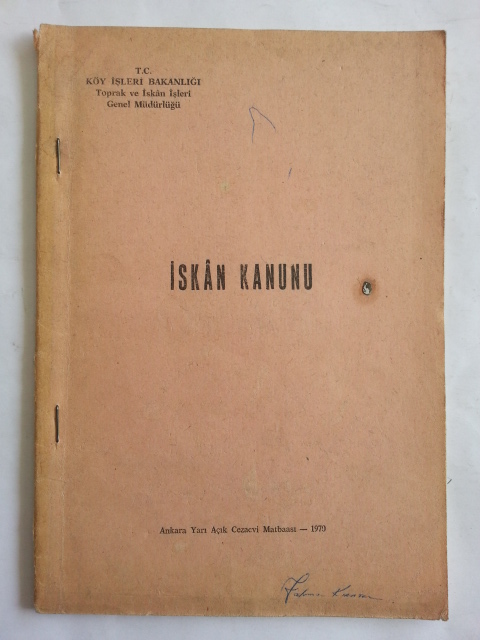 T.C.
KÖY İŞLERİ BAKANLIĞI
Toprak ve İskân İşleri
Genel Müdürlüğü
İSKÂN KANUNU
Ankara Yarı Açık Cezaevi Matbaası — 1970